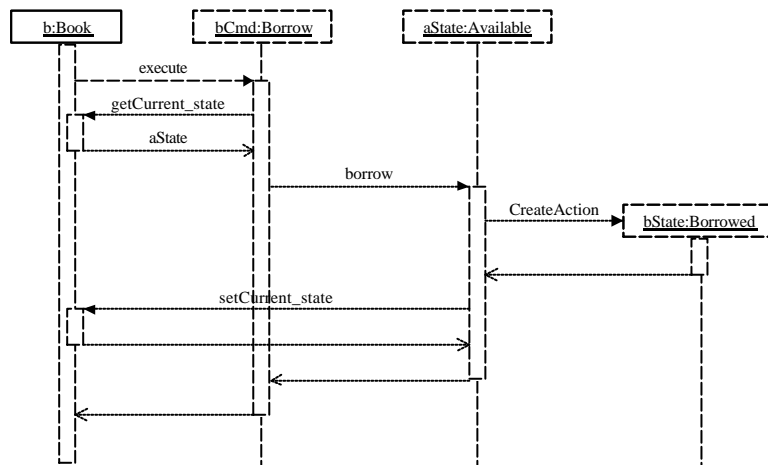 b:Book
bCmd:Borrow
aState:Available
execute
getCurrent_state
aState
borrow
CreateAction
bState:Borrowed
setCurrent_state